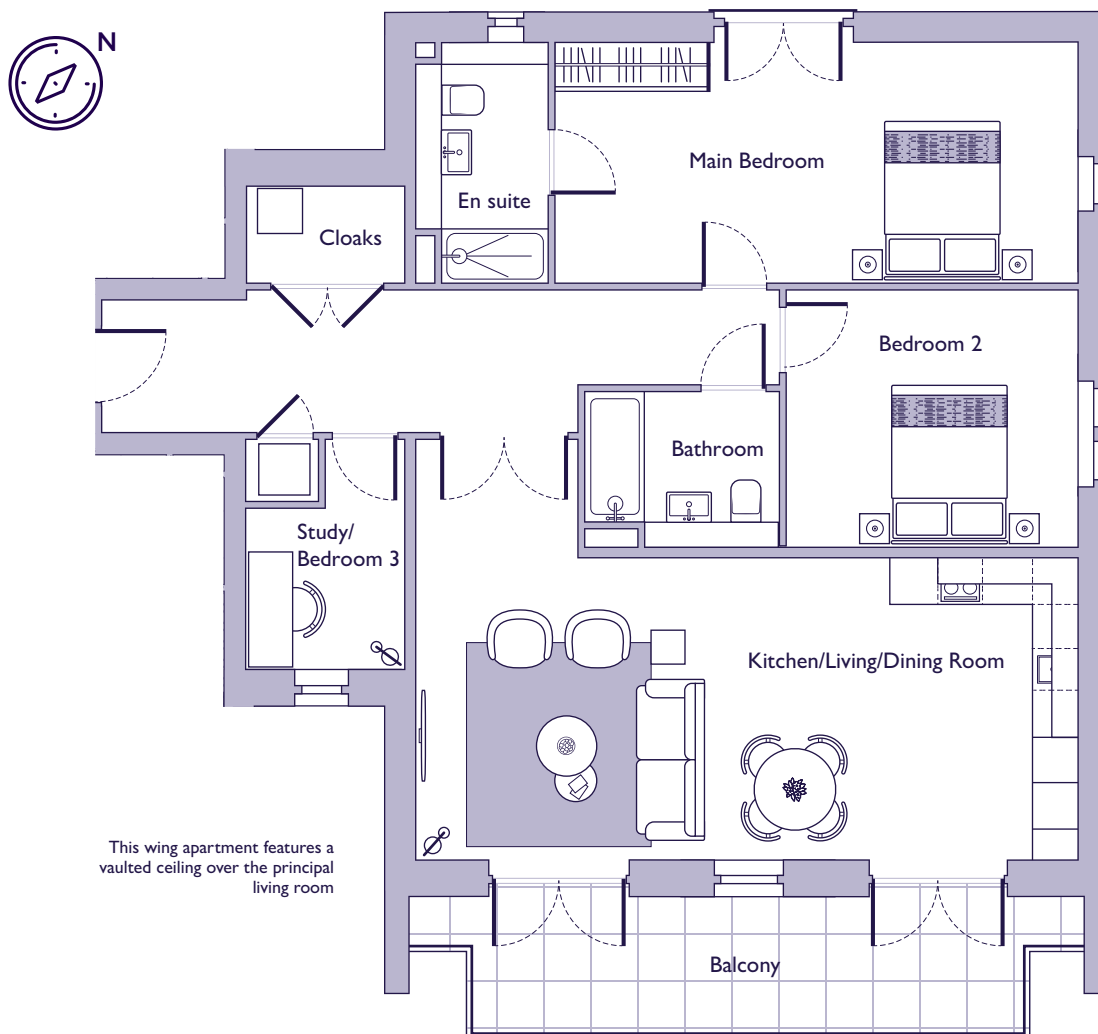 N
Main Bedroom
En suite
Cloaks
Bedroom 2
Bathroom
Study/
Bedroom 3
Kitchen/Living/Dining Room
This wing apartment features a
vaulted ceiling over the principal
living room
Balcony